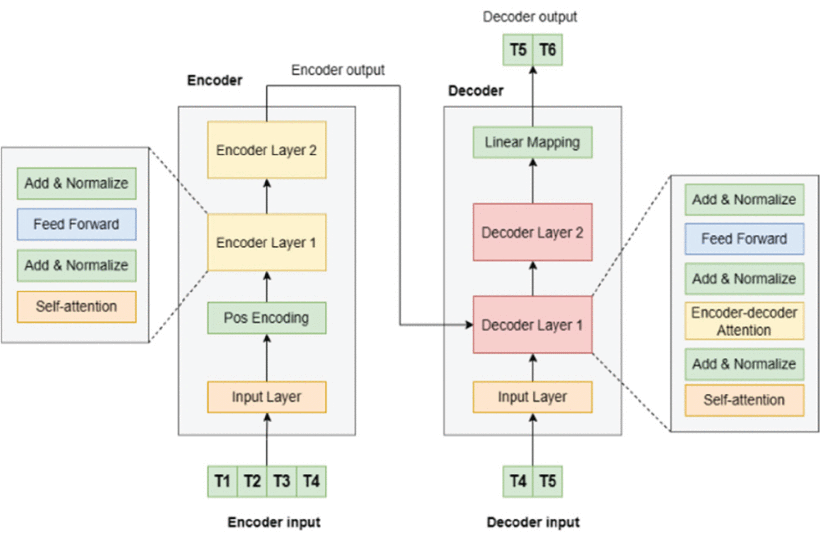 Decoder output
T5 T6
Encoder
Encoder output
Decoder
Encoder Layer 2
Linear Mapping
Add & Normalize
Feed Forward
Add & Normalize
Self-attention
Encoder Layer 1
Pos Encoding
Input Layer
Decoder Layer 2
Decoder Layer 1
Input Layer
Add & Normalize
Feed Forward
Add & Normalize
Encoder-decoder
Attention
Add & Normalize
Self-attention
T1 T2 T3 T4
T4 T5
Encoder input
Decoder input